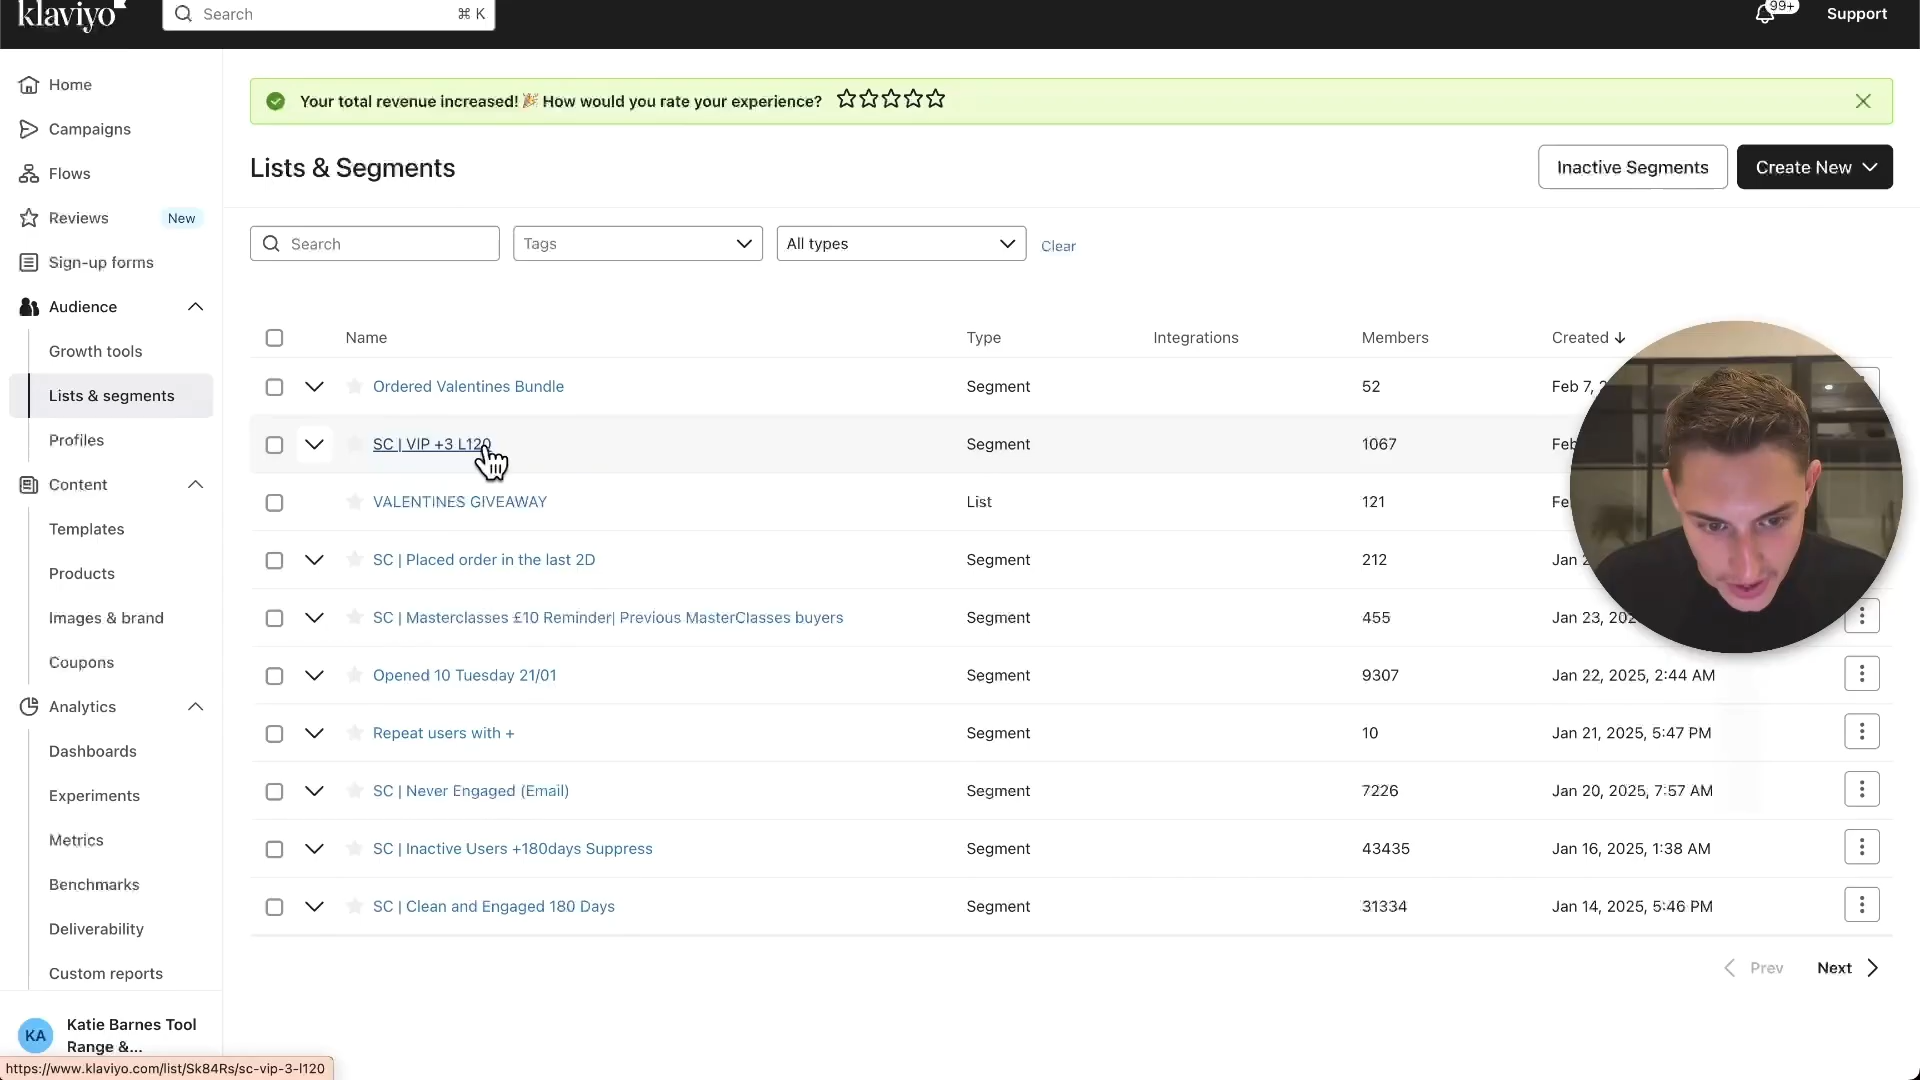 klaviyo
Search
⌘ K
99+
Support
Home
Campaigns
Flows
Reviews New
Sign-up forms
Audience
Growth tools
Lists & segments
Profiles
Content
Templates
Products
Images & brand
Coupons
Analytics
Dashboards
Experiments
Metrics
Benchmarks
Deliverability
Custom reports
KA
Katie Barnes Tool
Range &...
https://www.klaviyo.com/list/Sk84Rs/sc-vip-3-l120
Your total revenue increased! 🎉 How would you rate your experience?
Lists & Segments
Inactive Segments
Create New
Search
Tags
All types
Clear
Name Type Integrations Members Created
Ordered Valentines Bundle Segment 52 Feb 7, 2
SC | VIP +3 L120 Segment 1067 Feb
VALENTINES GIVEAWAY List 121 Fe
SC | Placed order in the last 2D Segment 212 Jan 2
SC | Masterclasses £10 Reminder| Previous MasterClasses buyers Segment 455 Jan 23, 202
Opened 10 Tuesday 21/01 Segment 9307 Jan 22, 2025, 2:44 AM
Repeat users with + Segment 10 Jan 21, 2025, 5:47 PM
SC | Never Engaged (Email) Segment 7226 Jan 20, 2025, 7:57 AM
SC | Inactive Users +180days Suppress Segment 43435 Jan 16, 2025, 1:38 AM
SC | Clean and Engaged 180 Days Segment 31334 Jan 14, 2025, 5:46 PM
Prev Next